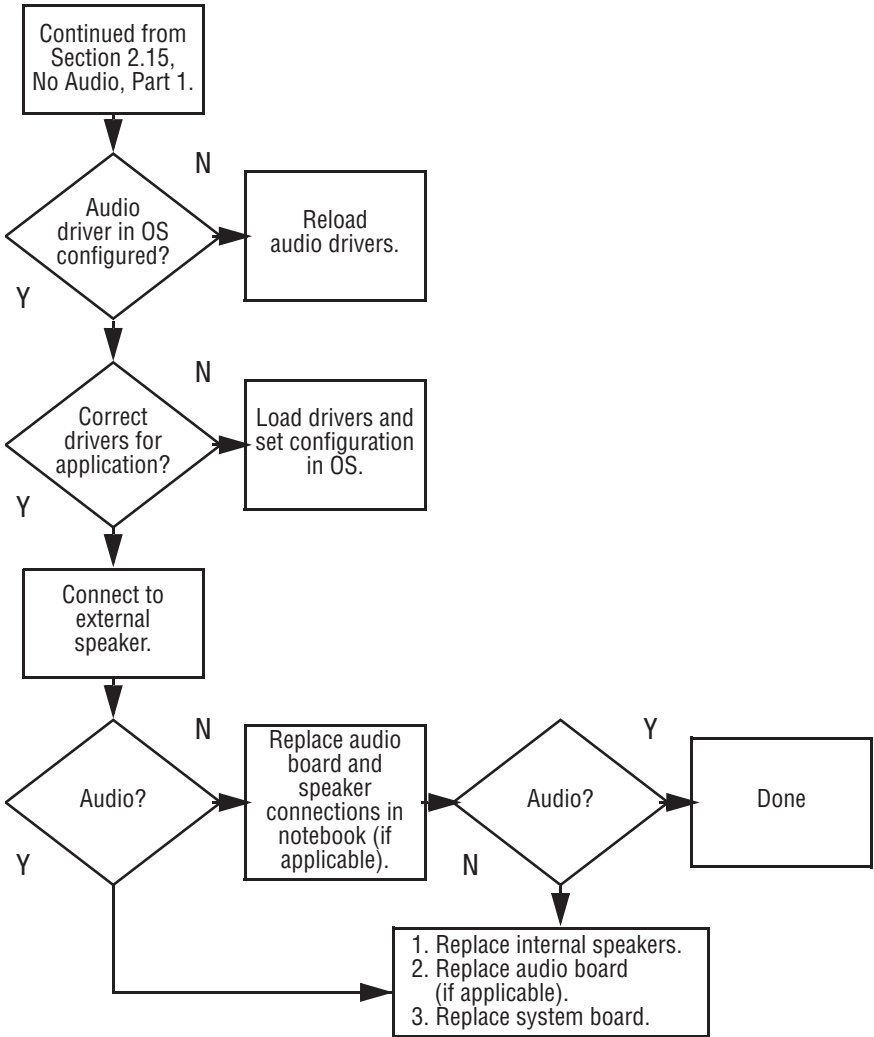 Continued from
Section 2.15,
No Audio, Part 1.
N
Audio
driver in OS
configured?
Reload
audio drivers.
Y
N
Correct
drivers for
application?
Load drivers and
set configuration
in OS.
Y
Connect to
external
speaker.
N
Audio?
Y
Replace audio
board and
speaker
connections in
notebook (if
applicable).
Audio?
Y
N
Done
1. Replace internal speakers.
2. Replace audio board
(if applicable).
3. Replace system board.